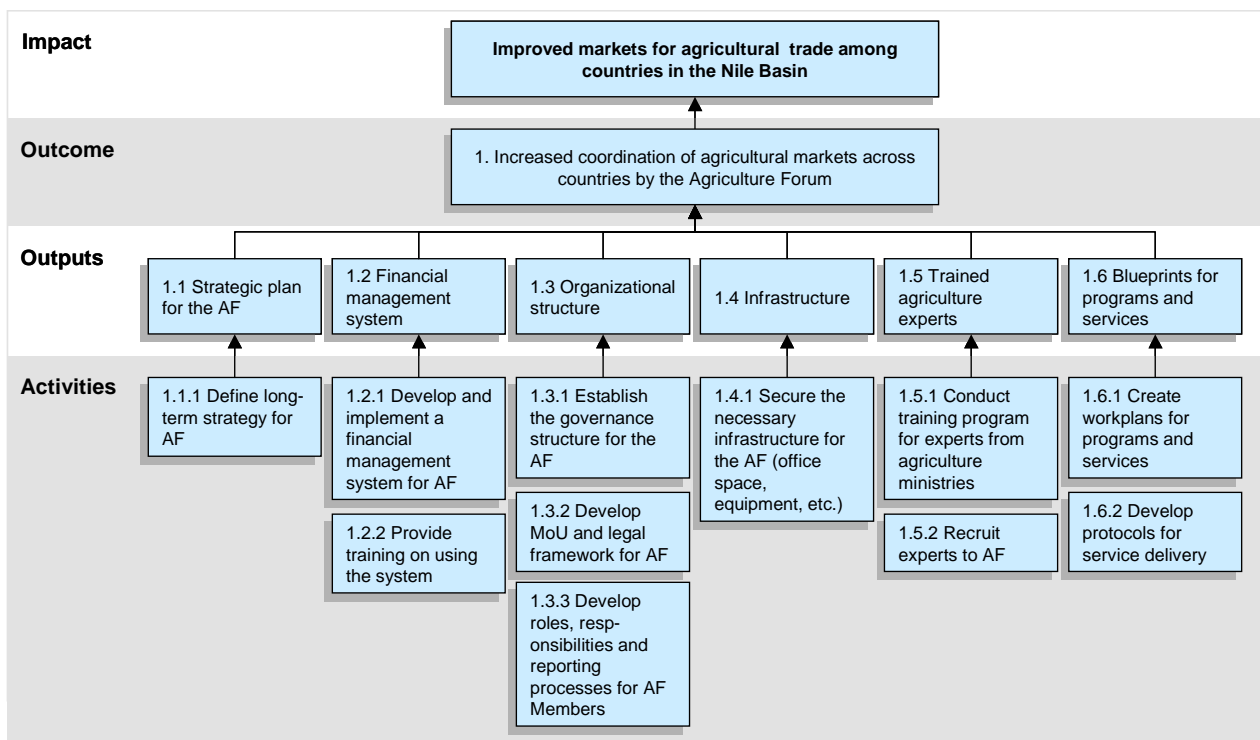 Impact
Improved markets for agricultural trade among
countries in the Nile Basin
Outcome
1. Increased coordination of agricultural markets across
countries by the Agriculture Forum
Outputs
1.1 Strategic plan
for the AF
1.2 Financial
management
system
1.3 Organizational
structure
1.4 Infrastructure
1.5 Trained
agriculture
experts
1.6 Blueprints for
programs and
services
Activities
1.1.1 Define long-
term strategy for
AF
1.2.1 Develop and
implement a
financial
management
system for AF
1.2.2 Provide
training on using
the system
1.3.1 Establish
the governance
structure for the
AF
1.3.2 Develop
MoU and legal
framework for AF
1.3.3 Develop
roles, resp-
onsibilities and
reporting
processes for AF
Members
1.4.1 Secure the
necessary
infrastructure for
the AF (office
space,
equipment, etc.)
1.5.1 Conduct
training program
for experts from
agriculture
ministries
1.5.2 Recruit
experts to AF
1.6.1 Create
workplans for
programs and
services
1.6.2 Develop
protocols for
service delivery